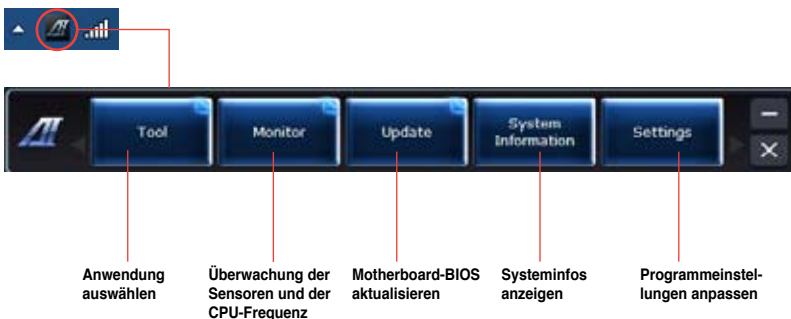 Tool
Monitor
Update
System
Information
Settings
Anwendung
auswählen
Überwachung der
Sensoren und der
CPU-Frequenz
Motherboard-BIOS
aktualisieren
Systeminfos
anzeigen
Programmeinstel-
lungen anpassen